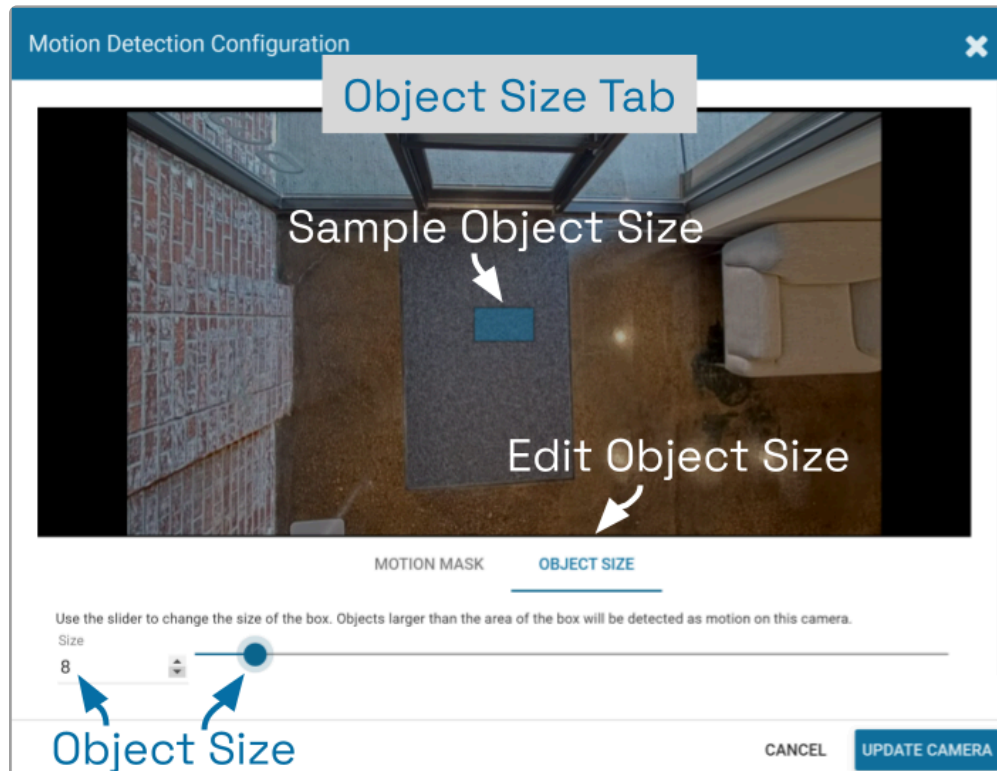 Motion Detection Configuration
Object Size Tab
Sample Object Size
Edit Object Size
MOTION MASK
OBJECT SIZE
Use the slider to change the size of the box. Objects larger than the area of the box will be detected as motion on this camera.
Size
8
Object Size
CANCEL
UPDATE CAMERA